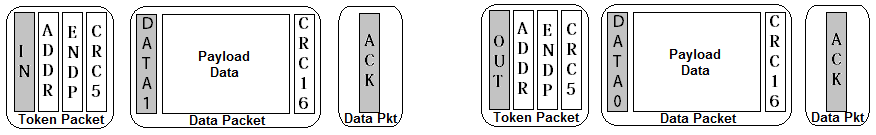 IN
ADDR
ENDP
CRC5
Token Packet
DATA1
Payload
Data
CRC16
Data Packet
ACK
Data Pkt
OUT
ADDR
ENDP
CRC5
Token Packet
DATA0
Payload
Data
CRC16
Data Packet
ACK
Data Pkt